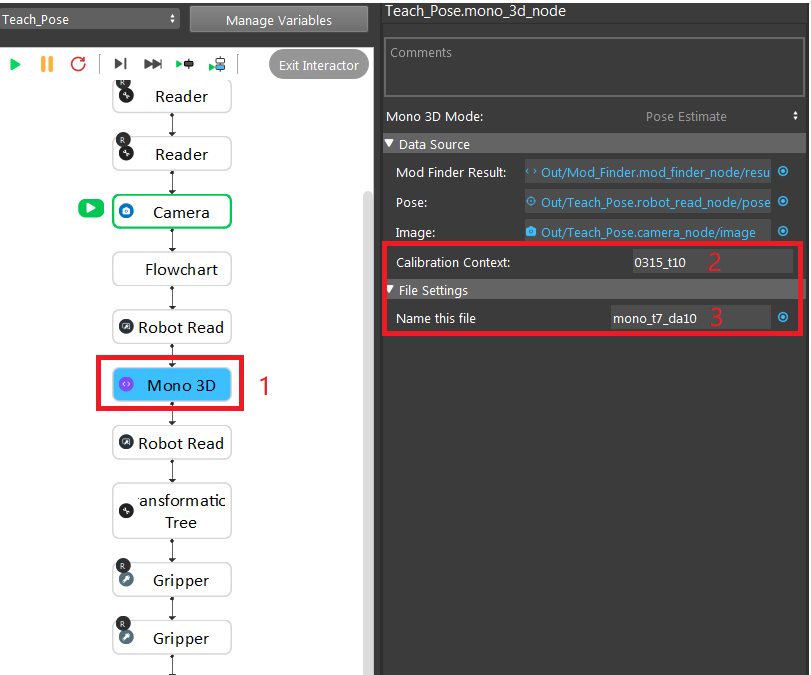 Teach_Pose
Manage Variables
Exit Interactor
R
Reader
R
Reader
Camera
Flowchart
Robot Read
Mono 3D
1
Robot Read
ansformatic
Tree
R
Gripper
R
Gripper
Teach_Pose.mono_3d_node
Comments
Mono 3D Mode:
Pose Estimate
Data Source
Mod Finder Result:
Out/Mod_Finder.mod_finder_node/resu
Pose:
Out/Teach_Pose.robot_read_node/pose
Image:
Out/Teach_Pose.camera_node/image
Calibration Context:
0315_t10
2
File Settings
Name this file
mono_t7_da10
3